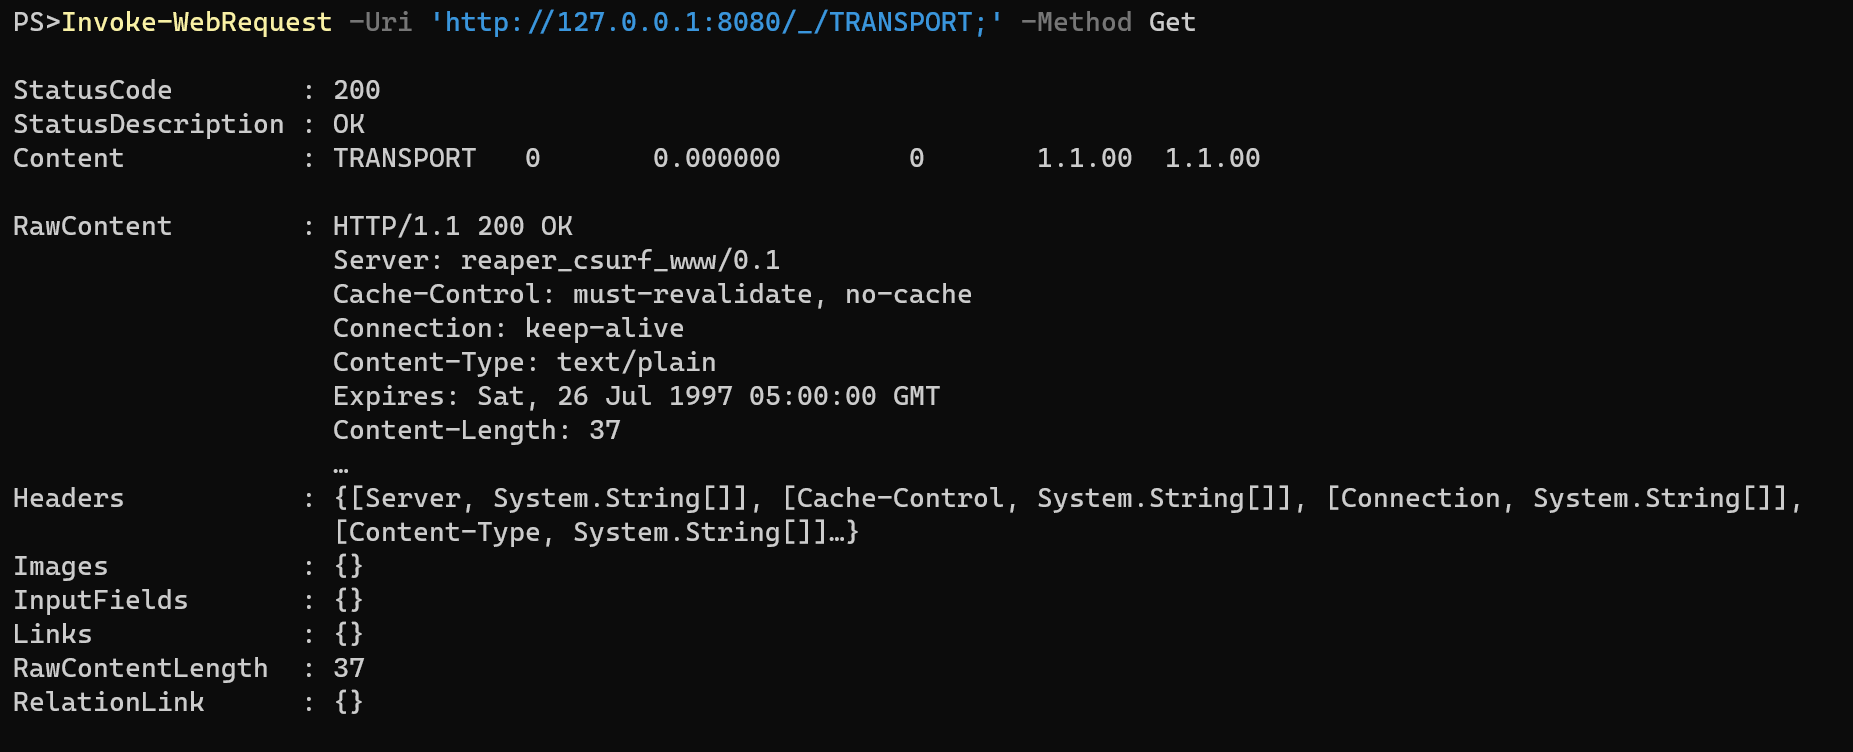 PS>Invoke-WebRequest -Uri 'http://127.0.0.1:8080/_/TRANSPORT;' -Method Get
StatusCode        : 200
StatusDescription : OK
Content           : TRANSPORT   0       0.000000        0       1.1.00  1.1.00
RawContent        : HTTP/1.1 200 OK
                    Server: reaper_csurf_www/0.1
                    Cache-Control: must-revalidate, no-cache
                    Connection: keep-alive
                    Content-Type: text/plain
                    Expires: Sat, 26 Jul 1997 05:00:00 GMT
                    Content-Length: 37
                    …
Headers           : {[Server, System.String[]], [Cache-Control, System.String[]], [Connection, System.String[]],
                    [Content-Type, System.String[]]…}
Images            : {}
InputFields       : {}
Links             : {}
RawContentLength  : 37
RelationLink      : {}